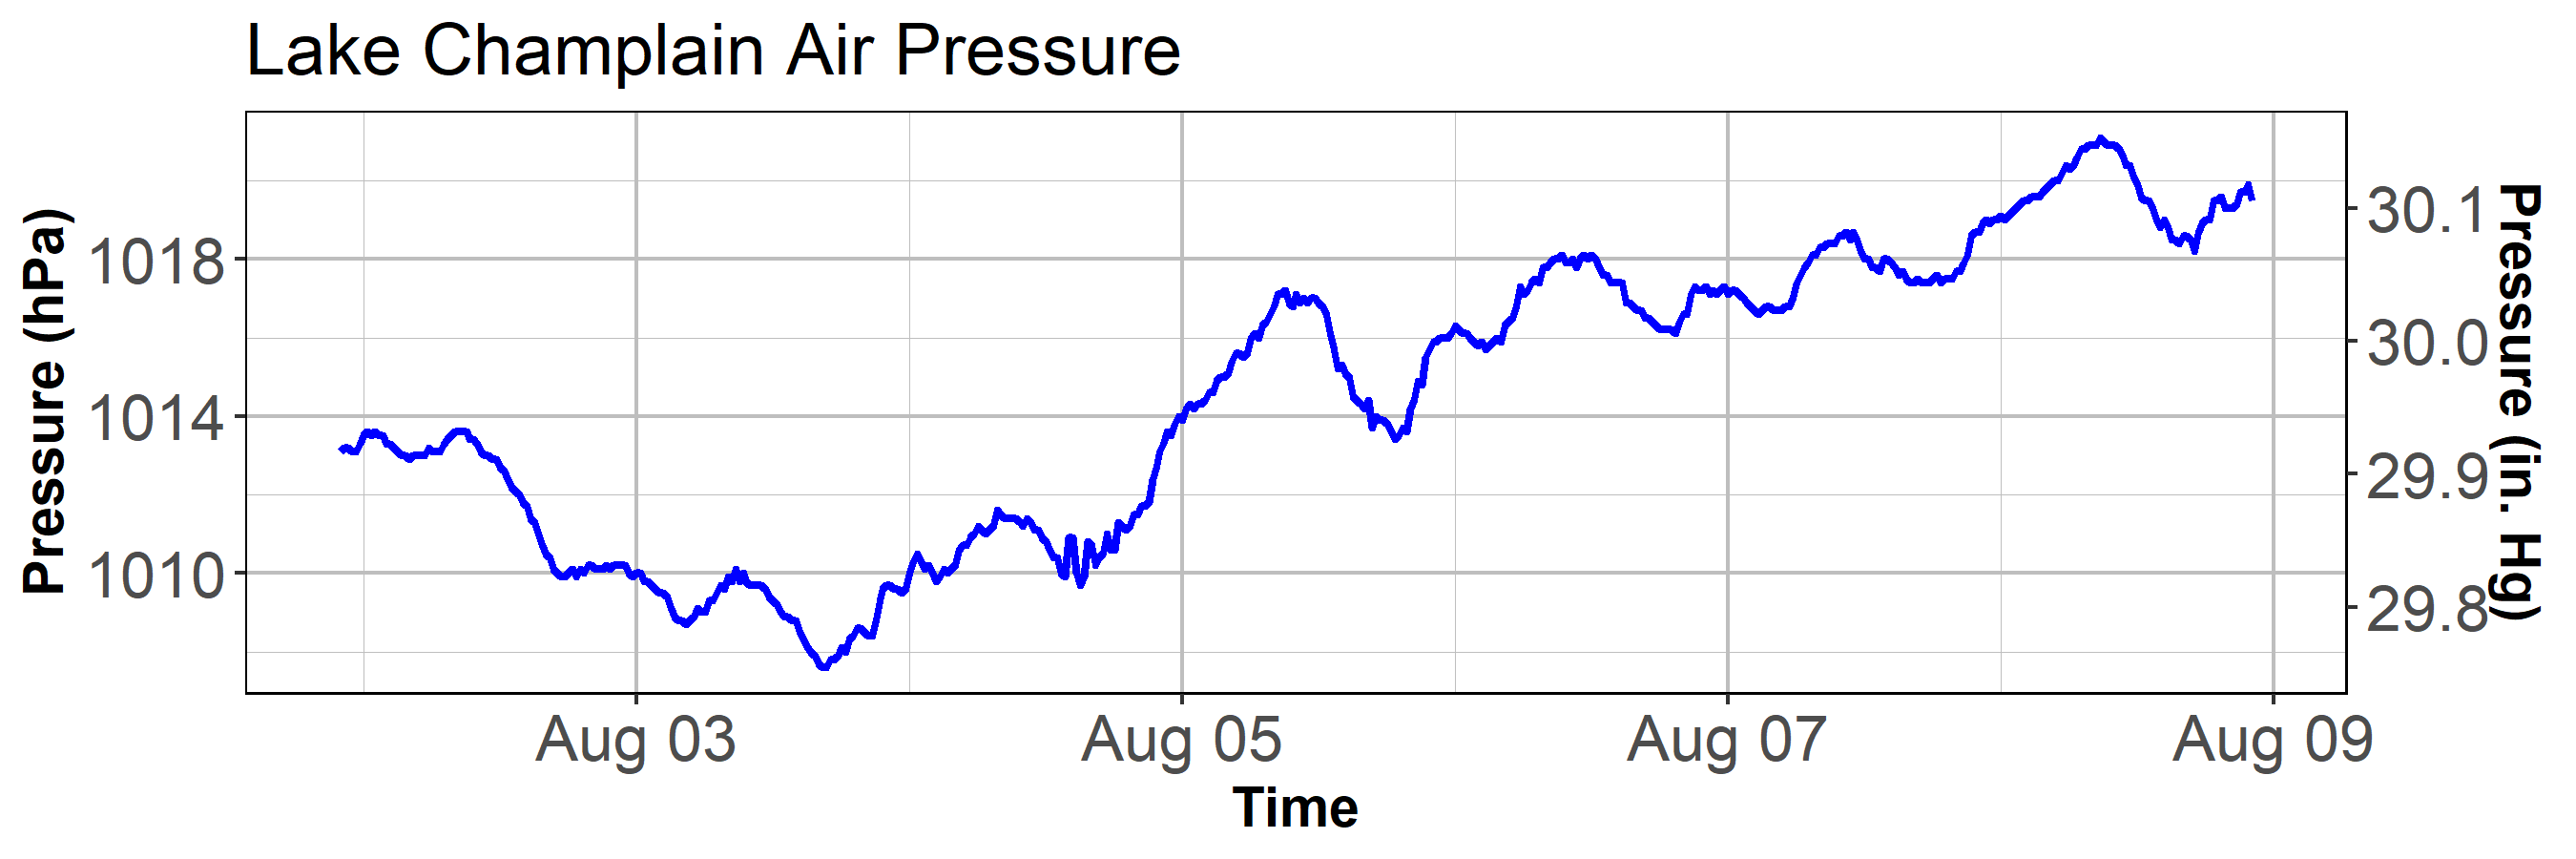 Lake Champlain Air Pressure
Pressure (hPa)
1018
1014
1010
30.1
30.0
29.9
29.8
Pressure (in. Hg)
Aug 03
Aug 05
Aug 07
Aug 09
Time